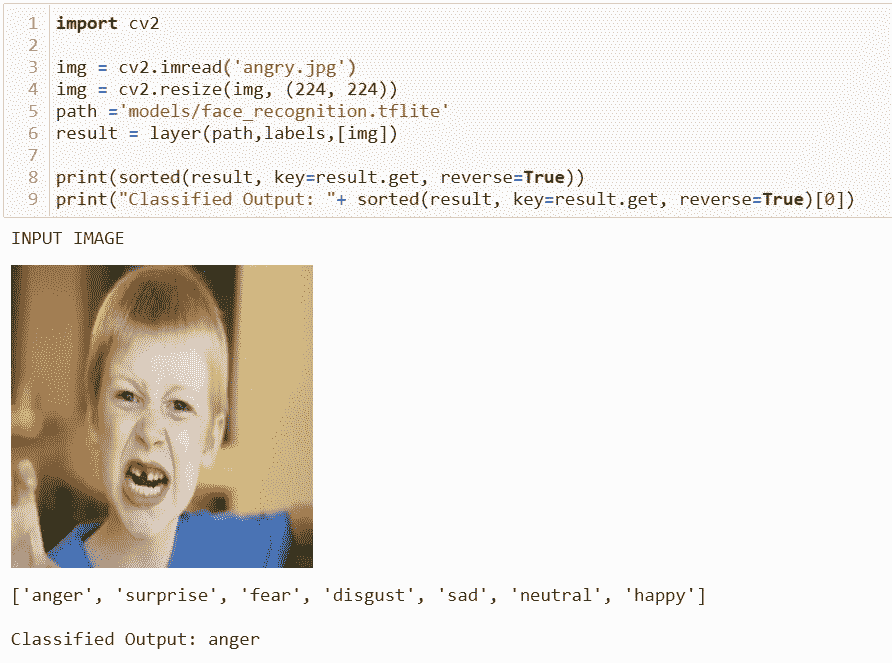 1 import cv2
2
3 img = cv2.imread('angry.jpg')
4 img = cv2.resize(img, (224, 224))
5 path ='models/face_recognition.tflite'
6 result = layer(path,labels,[img])
7
8 print(sorted(result, key=result.get, reverse=True))
9 print("Classified Output: "+ sorted(result, key=result.get, reverse=True)[0])
INPUT IMAGE
['anger', 'surprise', 'fear', 'disgust', 'sad', 'neutral', 'happy']
Classified Output: anger